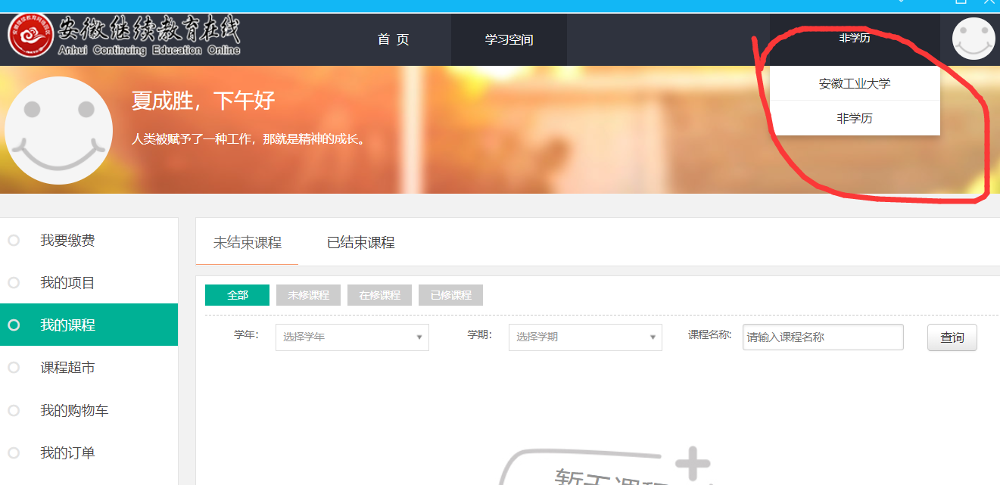 安徽继续教育在线
Anhui Continuing Education Online
首 页
学习空间
非学历
安徽工业大学
非学历
夏成胜，下午好
人类被赋予了一种工作，那就是精神的成长。
我要缴费
我的项目
我的课程
课程超市
我的购物车
我的订单
未结束课程
已结束课程
全部
未修课程
在修课程
已修课程
学年：
选择学年
学期：
选择学期
课程名称:
请输入课程名称
查询
暂无课程